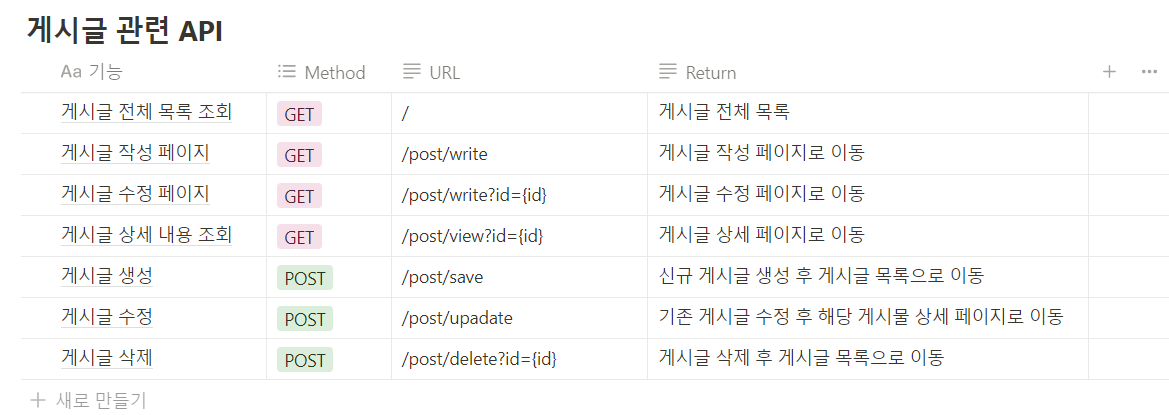 게시글 관련 API
Aa 기능 Method URL Return
게시글 전체 목록 조회 GET / 게시글 전체 목록
게시글 작성 페이지 GET /post/write 게시글 작성 페이지로 이동
게시글 수정 페이지 GET /post/write?id={id} 게시글 수정 페이지로 이동
게시글 상세 내용 조회 GET /post/view?id={id} 게시글 상세 페이지로 이동
게시글 생성 POST /post/save 신규 게시글 생성 후 게시글 목록으로 이동
게시글 수정 POST /post/upadate 기존 게시글 수정 후 해당 게시물 상세 페이지로 이동
게시글 삭제 POST /post/delete?id={id} 게시글 삭제 후 게시글 목록으로 이동
+ 새로 만들기